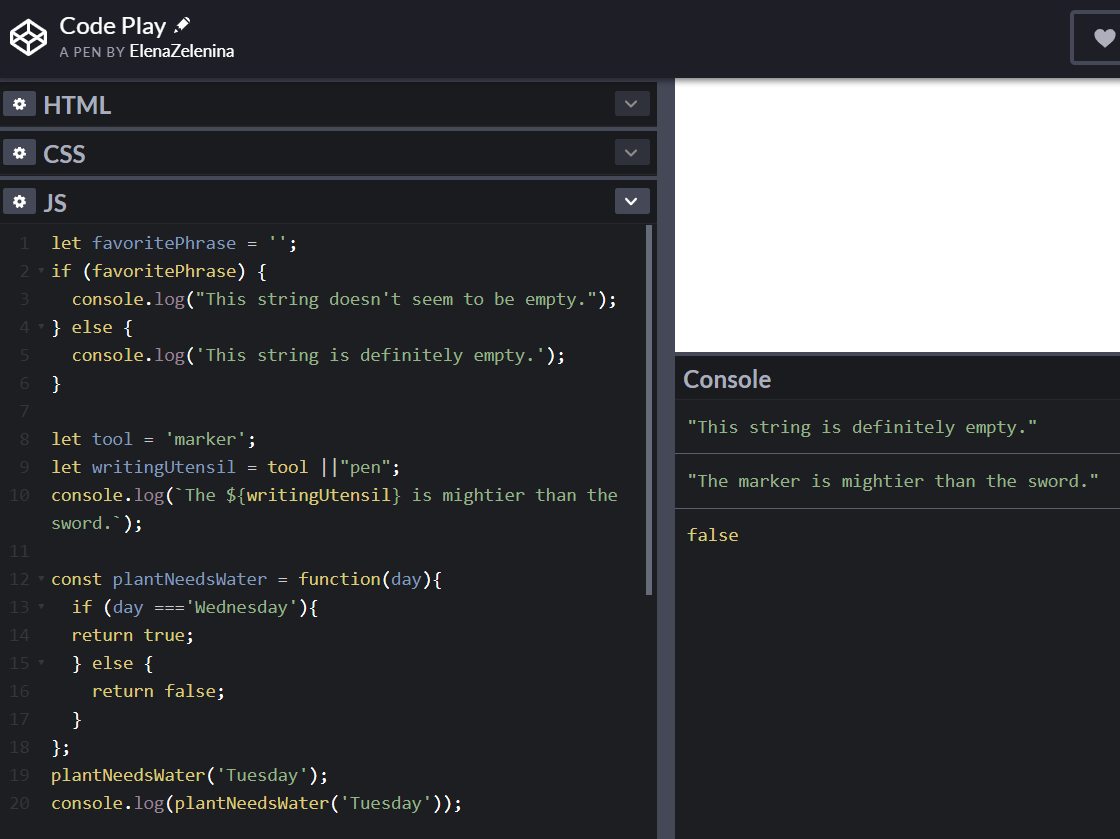 Code Play
A PEN BY ElenaZelenina
HTML
CSS
JS
1 let favoritePhrase = '';
2 if (favoritePhrase) {
3 console.log("This string doesn't seem to be empty.");
4 } else {
5 console.log('This string is definitely empty.');
6 }
7
8 let tool = 'marker';
9 let writingUtensil = tool ||"pen";
10 console.log(`The ${writingUtensil} is mightier than the
sword.`);
11
12 const plantNeedsWater = function(day){
13 if (day ==='Wednesday'){
14 return true;
15 } else {
16 return false;
17 }
18 };
19 plantNeedsWater('Tuesday');
20 console.log(plantNeedsWater('Tuesday'));
Console
"This string is definitely empty."
"The marker is mightier than the sword."
false